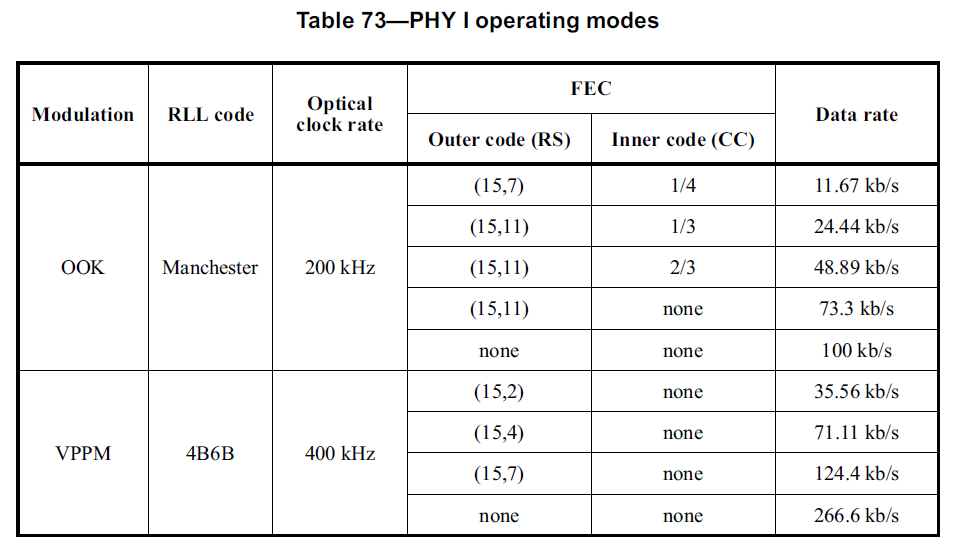 Table 73—PHY I operating modes
Modulation RLL code Optical clock rate FEC Data rate
Outer code (RS) Inner code (CC)
OOK Manchester 200 kHz (15,7) 1/4 11.67 kb/s
(15,11) 1/3 24.44 kb/s
(15,11) 2/3 48.89 kb/s
(15,11) none 73.3 kb/s
none none 100 kb/s
VPPM 4B6B 400 kHz (15,2) none 35.56 kb/s
(15,4) none 71.11 kb/s
(15,7) none 124.4 kb/s
none none 266.6 kb/s